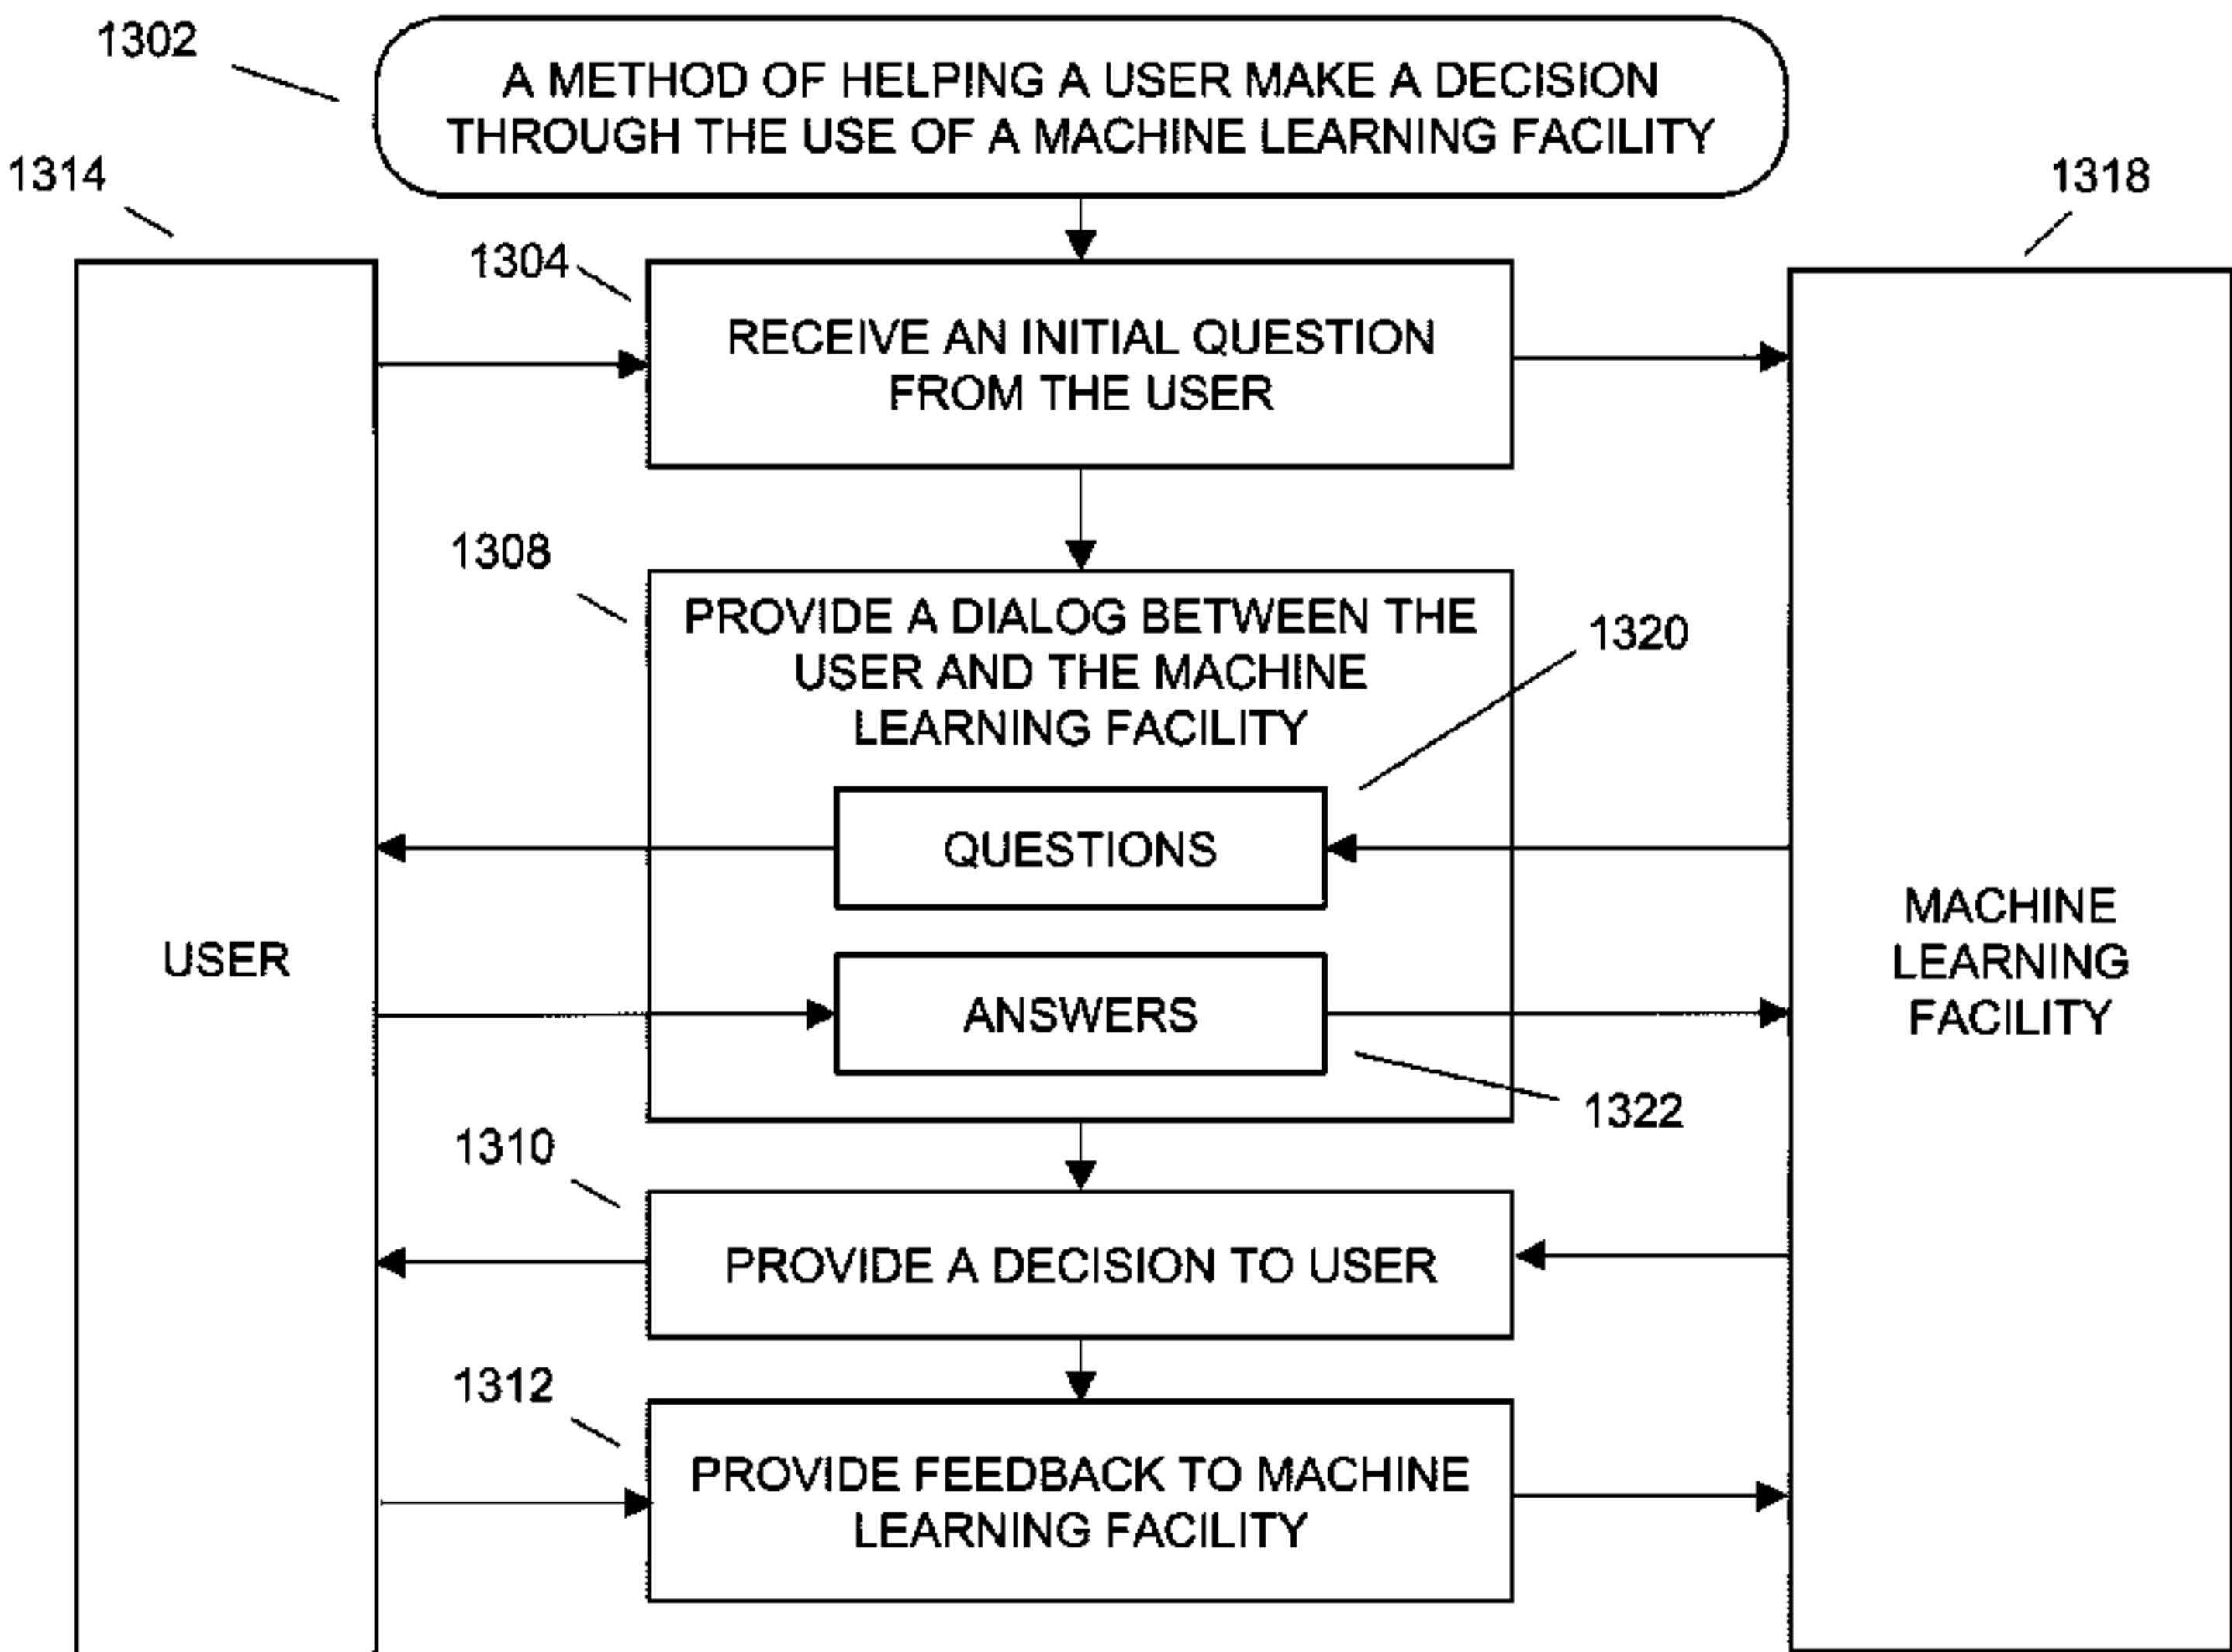 1302
A METHOD OF HELPING A USER MAKE A DECISION
THROUGH THE USE OF A MACHINE LEARNING FACILITY
1314
1318
1304
RECEIVE AN INITIAL QUESTION
FROM THE USER
1308
PROVIDE A DIALOG BETWEEN THE
USER AND THE MACHINE
LEARNING FACILITY
1320
QUESTIONS
USER
MACHINE
LEARNING
FACILITY
ANSWERS
1322
1310
PROVIDE A DECISION TO USER
1312
PROVIDE FEEDBACK TO MACHINE
LEARNING FACILITY